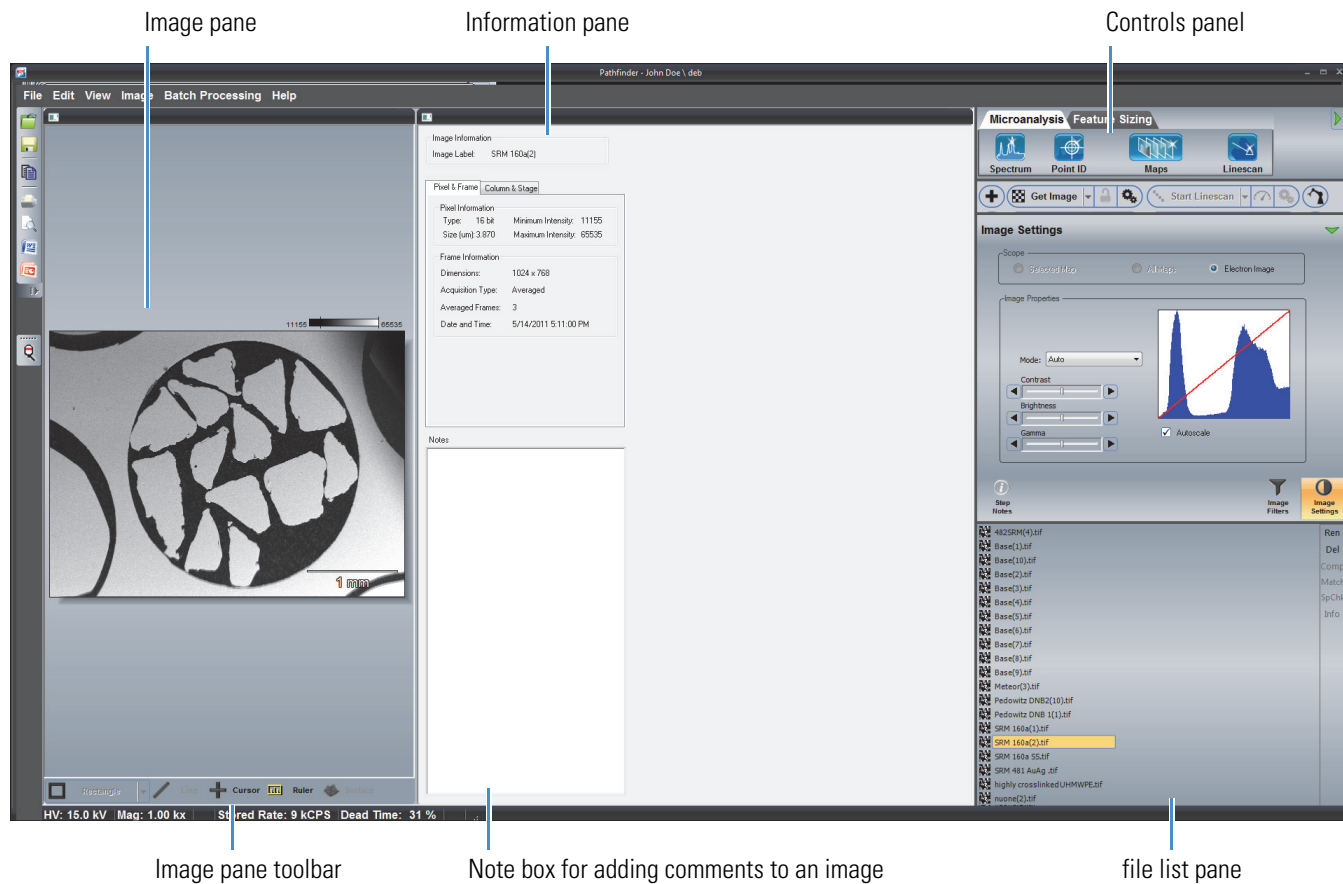 Image pane
Information pane
Controls panel
Pathfinder - John Doe \ deb
File Edit View Image Batch Processing Help
Image Information
Image Label: SRM 160a(2)
Pixel & Frame
Column & Stage
Pixel Information
Type: 16 bit Minimum Intensity: 11155
Size (um): 3.870 Maximum Intensity: 65535
Frame Information
Dimensions: 1024 x 768
Acquisition Type: Averaged
Averaged Frames: 3
Date and Time: 5/14/2011 5:11:00 PM
Notes
11155 65535
1 mm
Rectangle Line Cursor Ruler Surface
HV: 15.0 kV Mag: 1.00 kx Stored Rate: 9 kCPS Dead Time: 31 %
Microanalysis Feature Sizing
Spectrum Point ID Maps Linescan
Get Image Start Linescan
Image Settings
Scope
Selected Map All Maps Electron Image
Image Properties
Mode: Auto
Contrast
Brightness
Gamma
Autoscale
Step Notes
Image Filters
Image Settings
482SRM(4).tif
Base(1).tif
Base(10).tif
Base(2).tif
Base(3).tif
Base(4).tif
Base(5).tif
Base(6).tif
Base(7).tif
Base(8).tif
Base(9).tif
Meteor(3).tif
Pedowitz DNB2(10).tif
Pedowitz DNB 1(1).tif
SRM 160a(1).tif
SRM 160a(2).tif
SRM 160a SS.tif
SRM 481 AuAg .tif
highly crosslinked UHMWPE.tif
nuone(2).tif
Ren
Del
Comp
Match
SpChk
Info
Image pane toolbar
Note box for adding comments to an image
file list pane